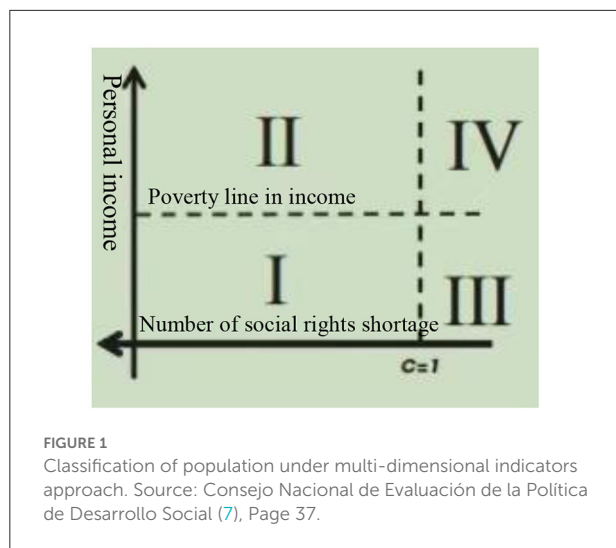 Personal income
II
IV
Poverty line in income
I
III
Number of social rights shortage
C=1
FIGURE 1
Classification of population under multi-dimensional indicators
approach. Source: Consejo Nacional de Evaluación de la Política
de Desarrollo Social (7), Page 37.